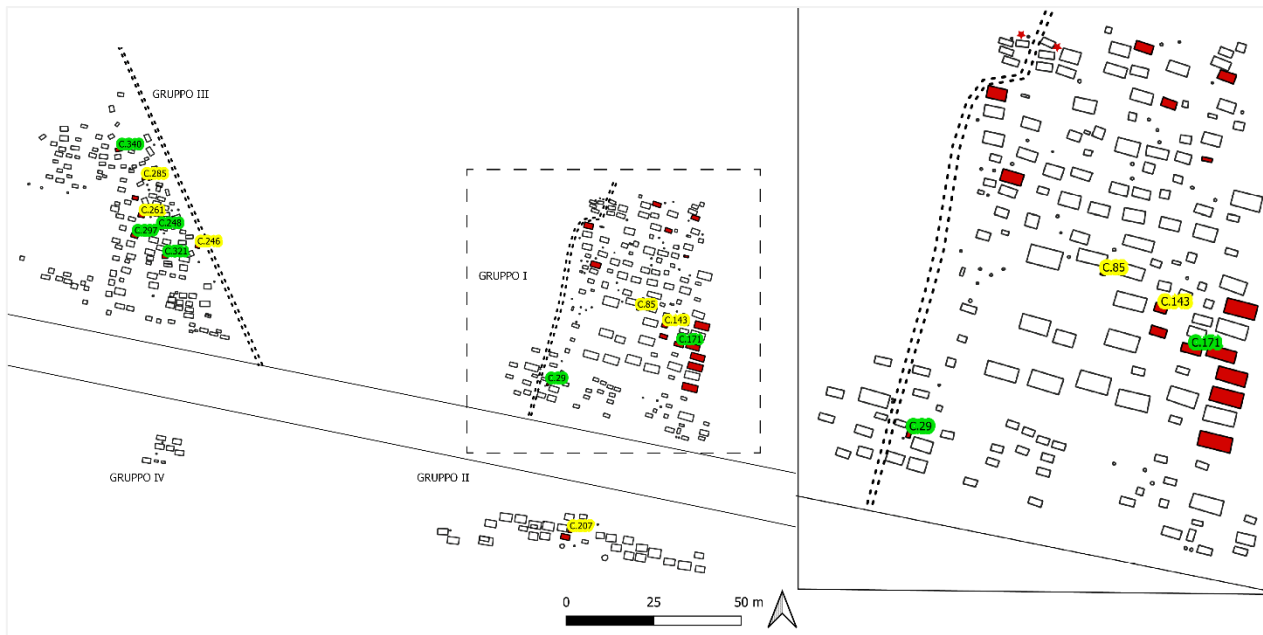 GRUPPO III
C.340
C.285
C.261
C.248
C.297
C.246
C.321
GRUPPO I
C.85
C.143
C.171
C.29
GRUPPO IV
GRUPPO II
C.207
0 25 50 m
C.85
C.143
C.171
C.29